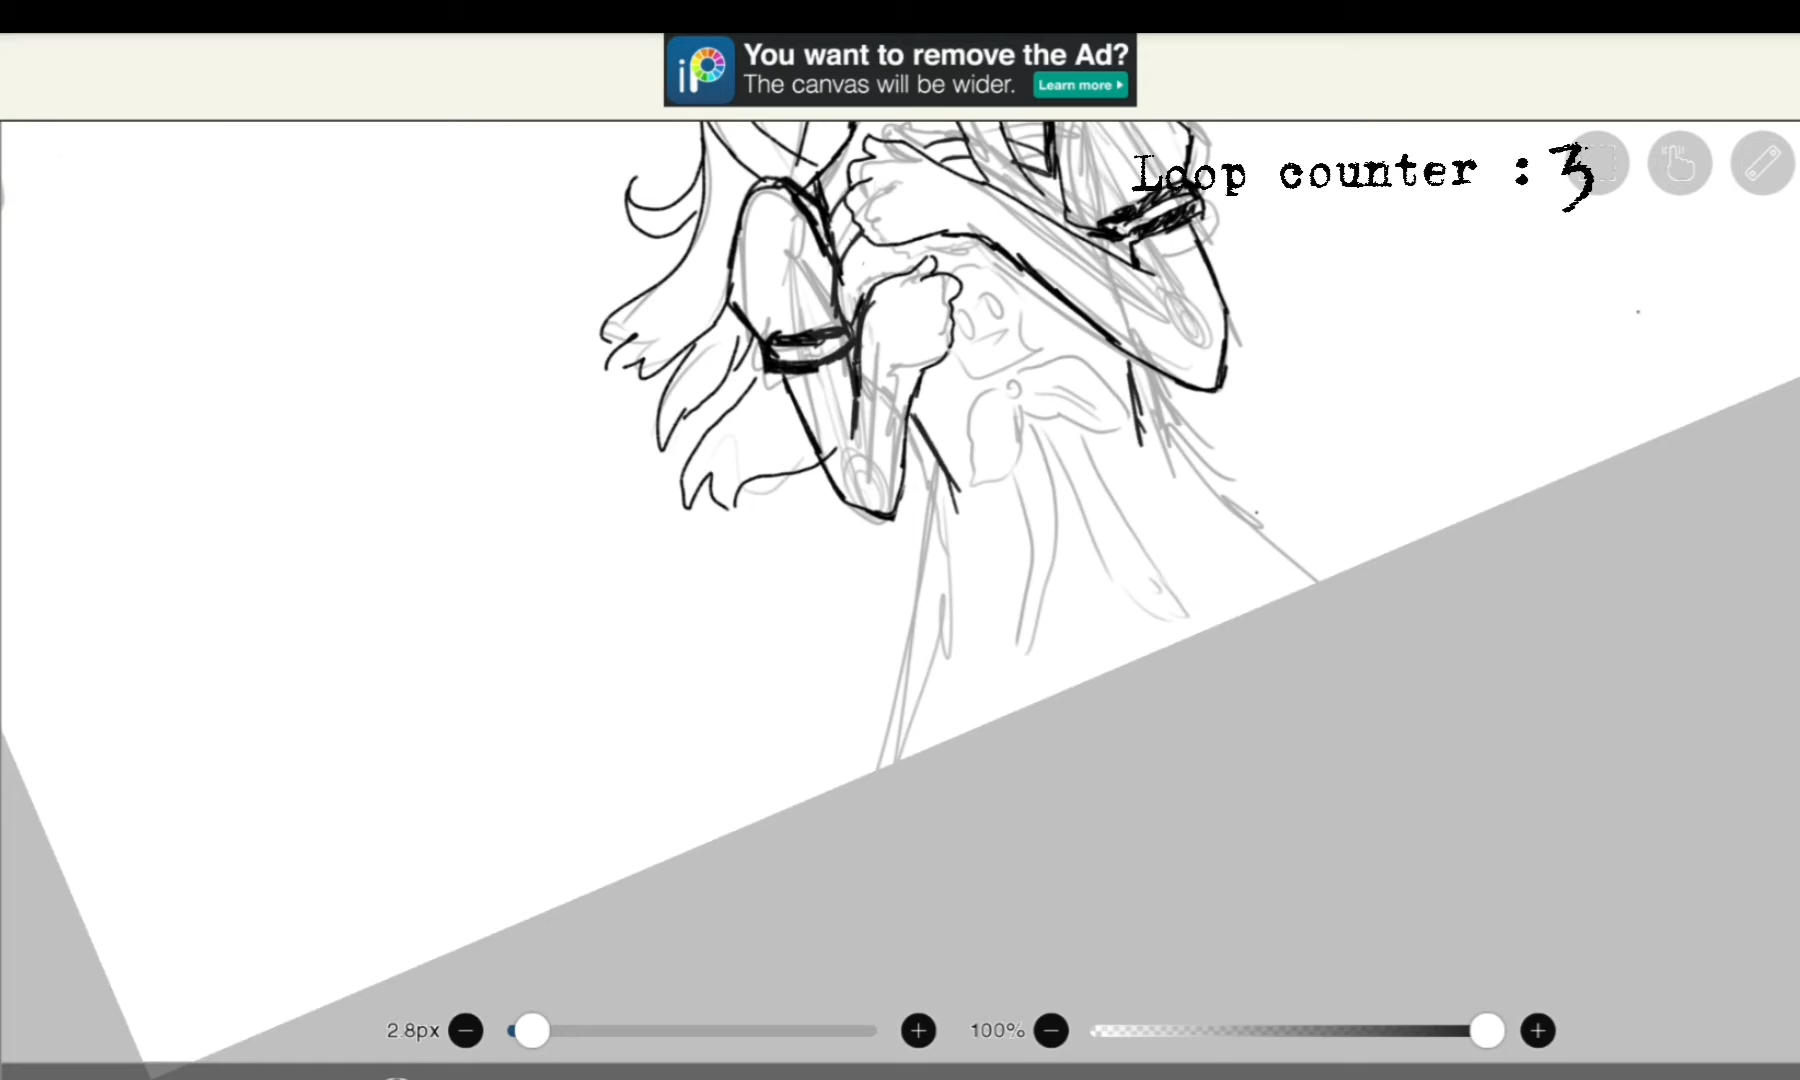 You want to remove the Ad?
The canvas will be wider.
Learn more
iP
Loop counter : 3
2.8px
100%